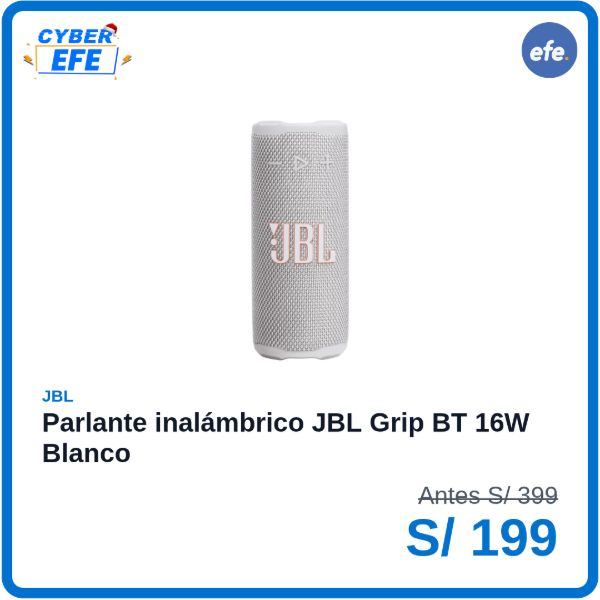 CYBER
EFE
efe.
JBL
JBL
Parlante inalámbrico JBL Grip BT 16W
Blanco
Antes S/ 399
S/ 199